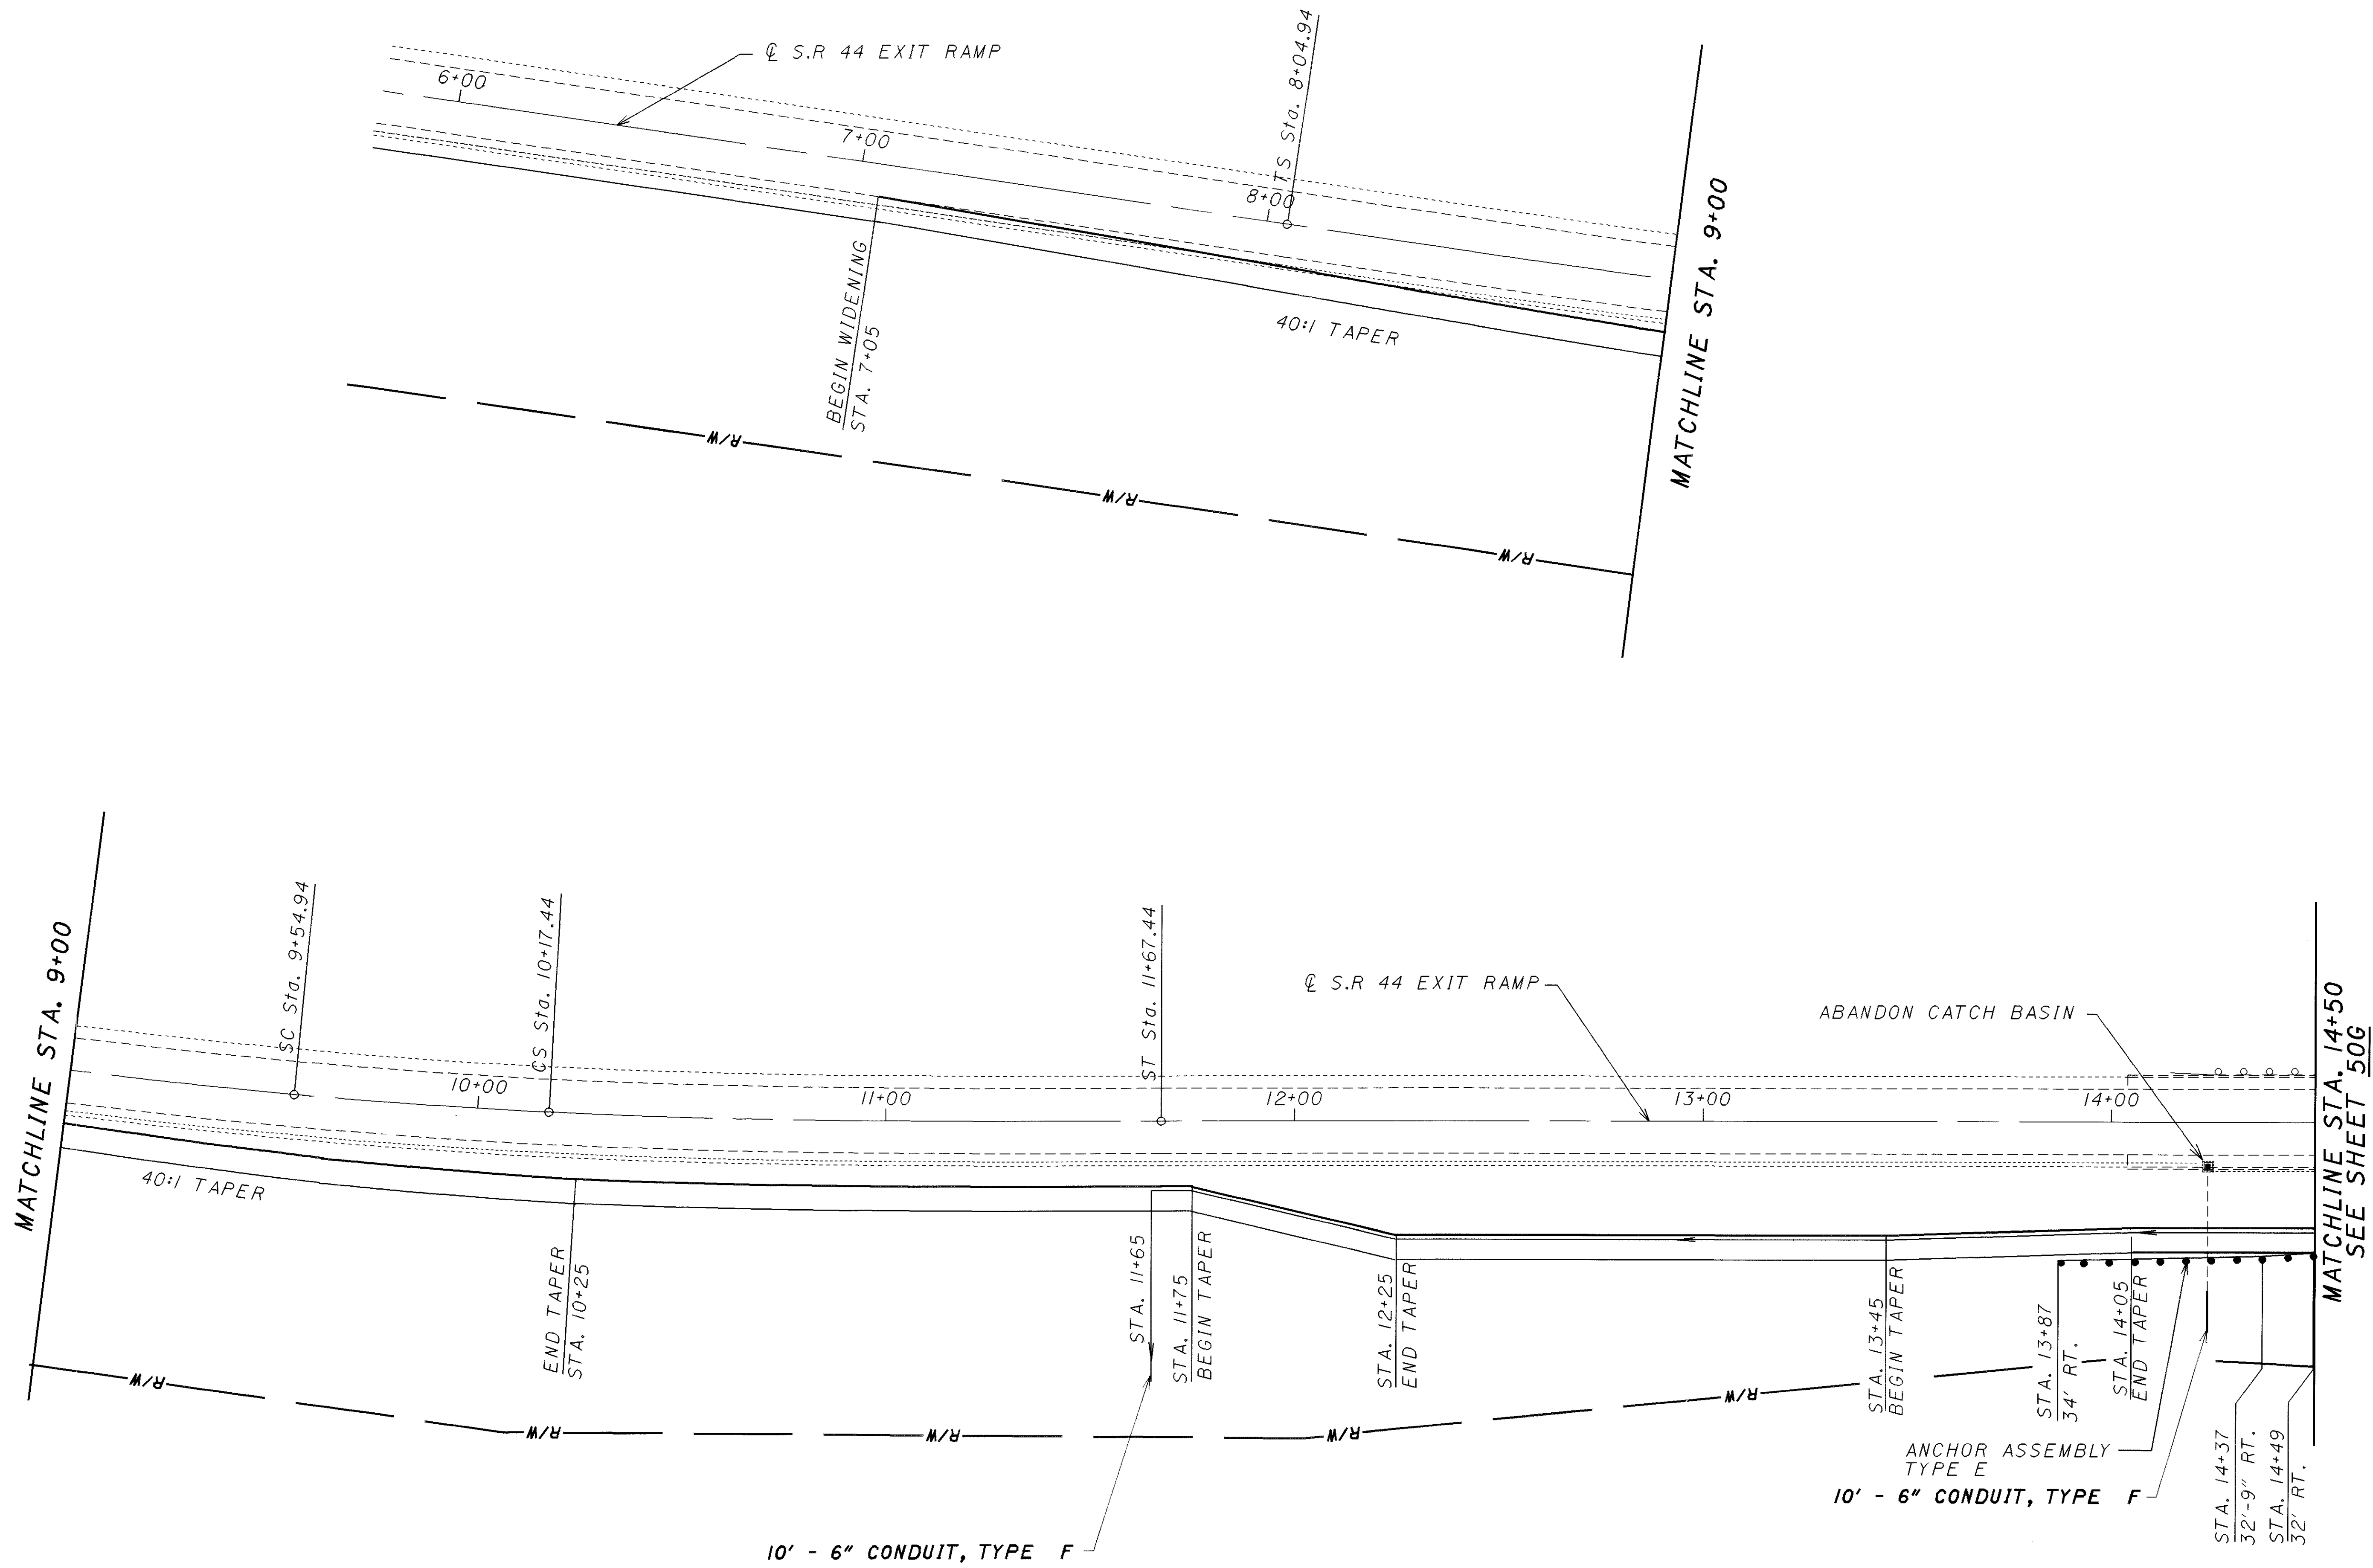 ℄ S.R 44 EXIT RAMP
6+00
7+00
8+00
TS Sta. 8+04.94
MATCHLINE STA. 9+00
BEGIN WIDENING
STA. 7+05
40:1 TAPER
R/W
R/W
R/W
MATCHLINE STA. 9+00
SC Sta. 9+54.94
CS Sta. 10+17.44
ST Sta. 11+67.44
℄ S.R 44 EXIT RAMP
ABANDON CATCH BASIN
MATCHLINE STA. 14+50
SEE SHEET 50G
10+00
11+00
12+00
13+00
14+00
40:1 TAPER
END TAPER
STA. 10+25
STA. 11+65
STA. 11+75
BEGIN TAPER
STA. 12+25
END TAPER
STA. 13+45
BEGIN TAPER
STA. 13+87
34' RT.
STA. 14+05
END TAPER
R/W
R/W
R/W
R/W
R/W
ANCHOR ASSEMBLY
TYPE E
10' - 6" CONDUIT, TYPE F
STA. 14+37
32'-9" RT.
STA. 14+49
32' RT.
10' - 6" CONDUIT, TYPE F